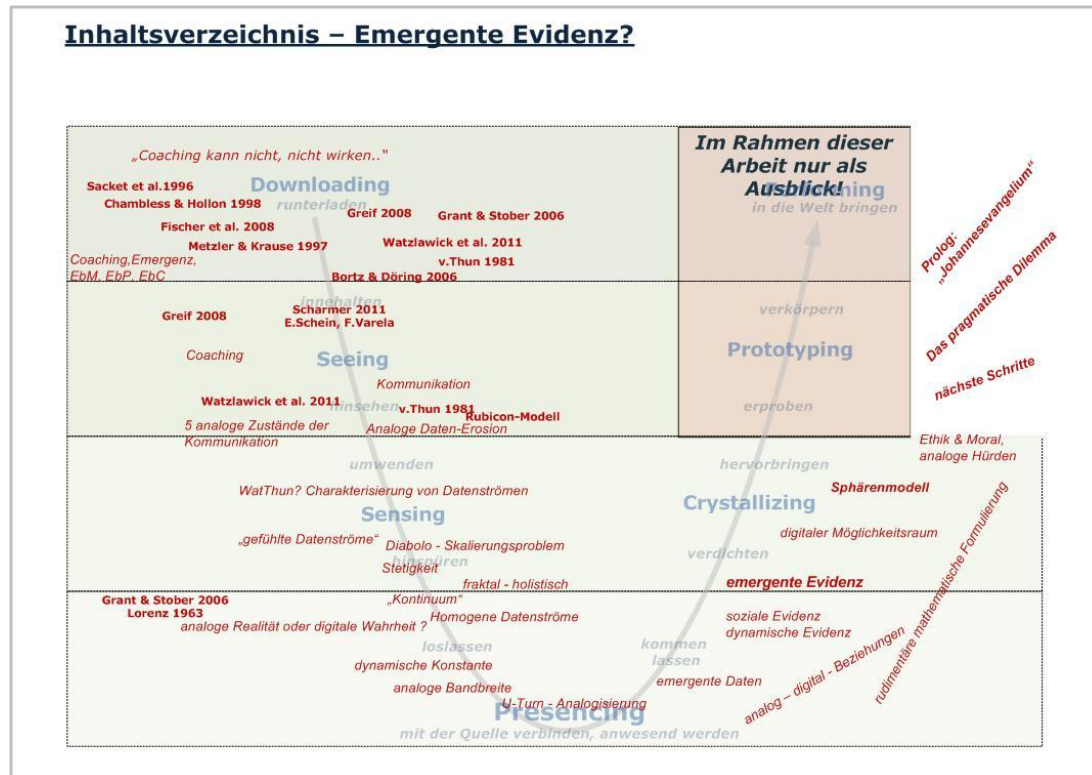 Inhaltsverzeichnis – Emergente Evidenz?
„Coaching kann nicht, nicht wirken..“
Sacket et al.1996
Downloading
runterladen
Chambless & Hollon 1998
Greif 2008
Grant & Stober 2006
Fischer et al. 2008
Metzler & Krause 1997
Watzlawick et al. 2011
v.Thun 1981
Coaching,Emergenz,
EbM, EbP, EbC
Bortz & Döring 2006
Im Rahmen dieser
Arbeit nur als
Ausblick!
in die Welt bringen
Prolog:
„Johannesevangelium“
innehalten
Greif 2008
Scharmer 2011
E.Schein, F.Varela
verkörpern
Das pragmatische Dilemma
Coaching
Seeing
Prototyping
Kommunikation
nächste Schritte
Watzlawick et al. 2011
hinsehen
v.Thun 1981
Rubicon-Modell
erproben
5 analoge Zustände der
Kommunikation
Analoge Daten-Erosion
Ethik & Moral,
analoge Hürden
umwenden
hervorbringen
WatThun? Charakterisierung von Datenströmen
Sphärenmodell
Sensing
Crystallizing
„gefühlte Datenströme“
Diabolo - Skalierungsproblem
digitaler Möglichkeitsraum
hinspüren
verdichten
Stetigkeit
fraktal - holistisch
emergente Evidenz
rudimentäre mathematische Formulierung
Grant & Stober 2006
Lorenz 1963
„Kontinuum“
Homogene Datenströme
soziale Evidenz
dynamische Evidenz
analoge Realität oder digitale Wahrheit ?
loslassen
kommen
lassen
dynamische Konstante
analoge Bandbreite
emergente Daten
analog – digital - Beziehungen
U-Turn - Analogisierung
Presencing
mit der Quelle verbinden, anwesend werden